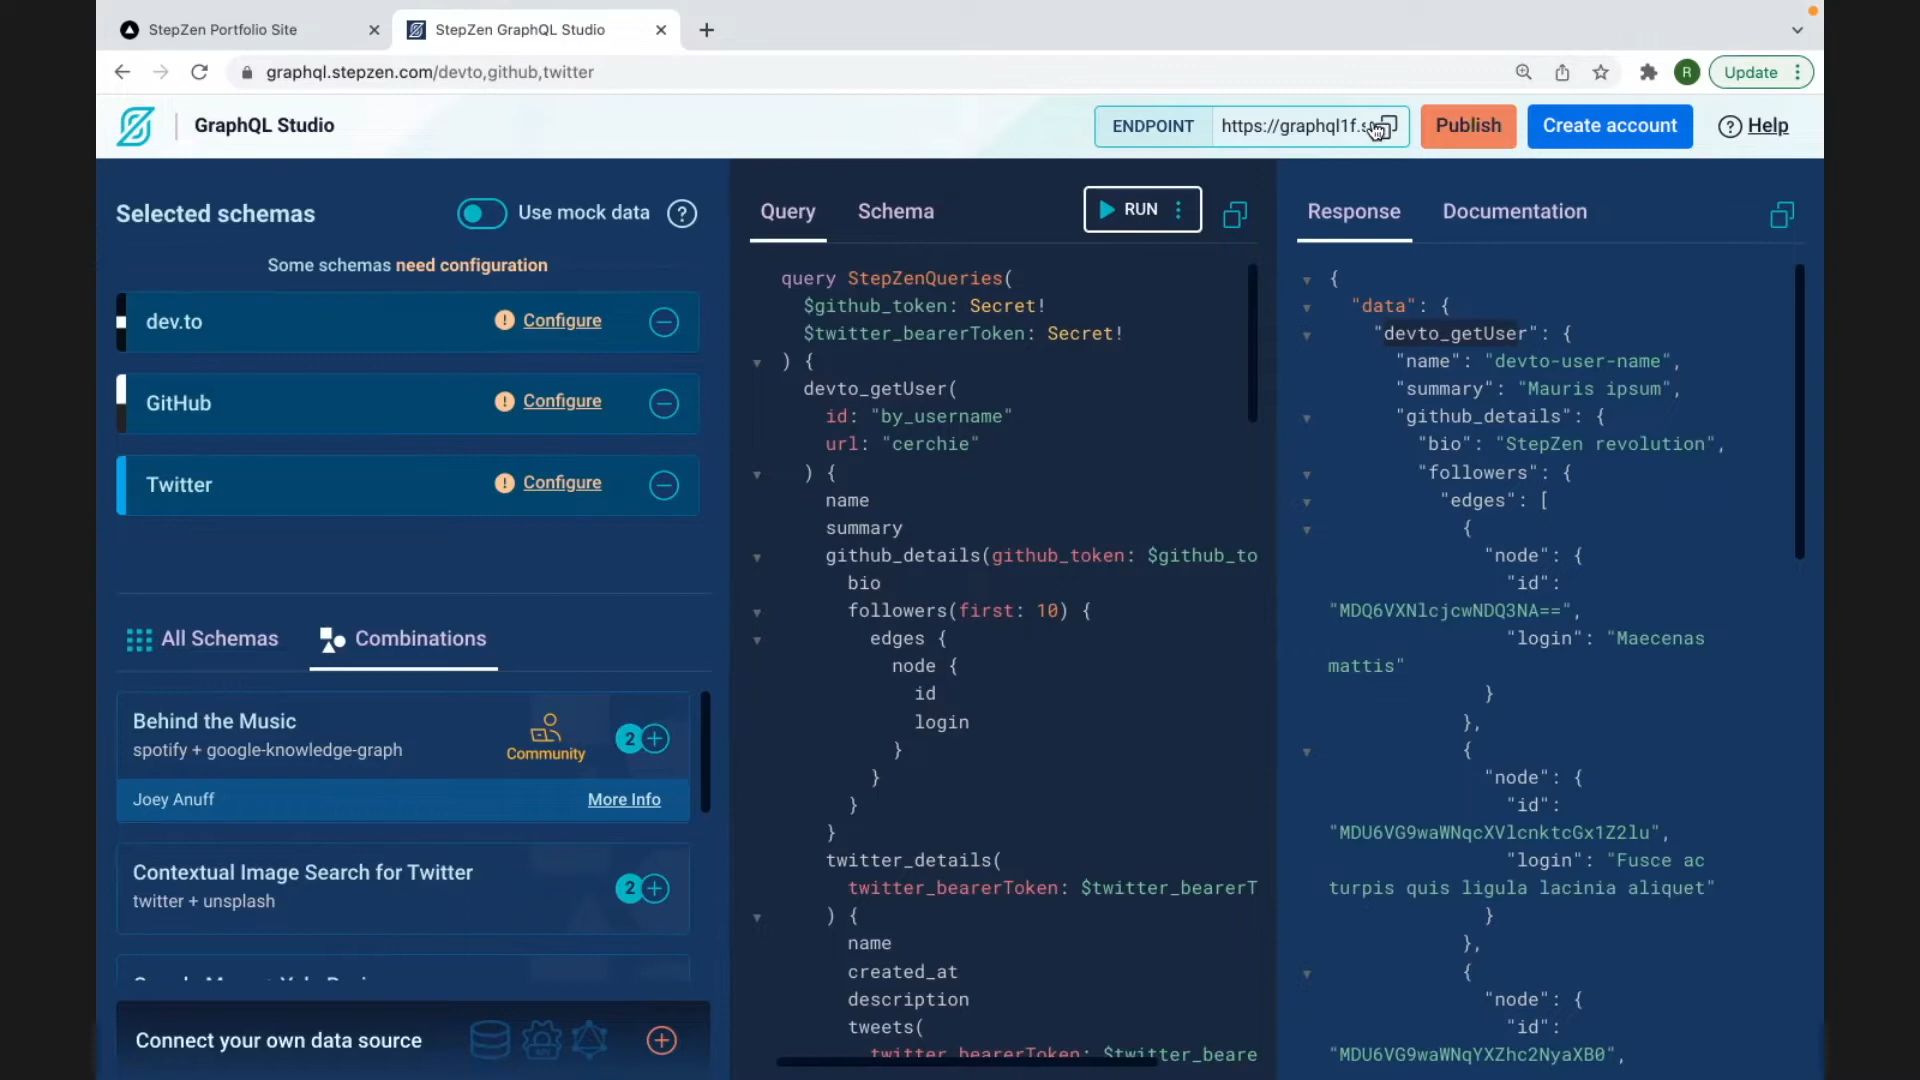 StepZen Portfolio Site
StepZen GraphQL Studio
graphql.stepzen.com/devto,github,twitter
R
Update
GraphQL Studio
ENDPOINT
https://graphql1f.s
Publish
Create account
Help
Selected schemas
Use mock data
Some schemas need configuration
dev.to
Configure
GitHub
Configure
Twitter
Configure
All Schemas
Combinations
Behind the Music
spotify + google-knowledge-graph
Community
2
Joey Anuff
More Info
Contextual Image Search for Twitter
twitter + unsplash
2
Connect your own data source
Query
Schema
RUN
query StepZenQueries(
$github_token: Secret!
$twitter_bearerToken: Secret!
) {
devto_getUser(
id: "by_username"
url: "cerchie"
) {
name
summary
github_details(github_token: $github_to
bio
followers(first: 10) {
edges {
node {
id
login
}
}
}
}
twitter_details(
twitter_bearerToken: $twitter_bearerT
) {
name
created_at
description
tweets(
twitter_bearerToken: $twitter_beare
Response
Documentation
{
"data": {
"devto_getUser": {
"name": "devto-user-name",
"summary": "Mauris ipsum",
"github_details": {
"bio": "StepZen revolution",
"followers": {
"edges": [
{
"node": {
"id":
"MDQ6VXNlcjcwNDQ3NA==",
"login": "Maecenas
mattis"
}
},
{
"node": {
"id":
"MDU6VG9waWNqcXVlcnktcGx1Z2lu",
"login": "Fusce ac
turpis quis ligula lacinia aliquet"
}
},
{
"node": {
"id":
"MDU6VG9waWNqYXZhc2NyaXB0",